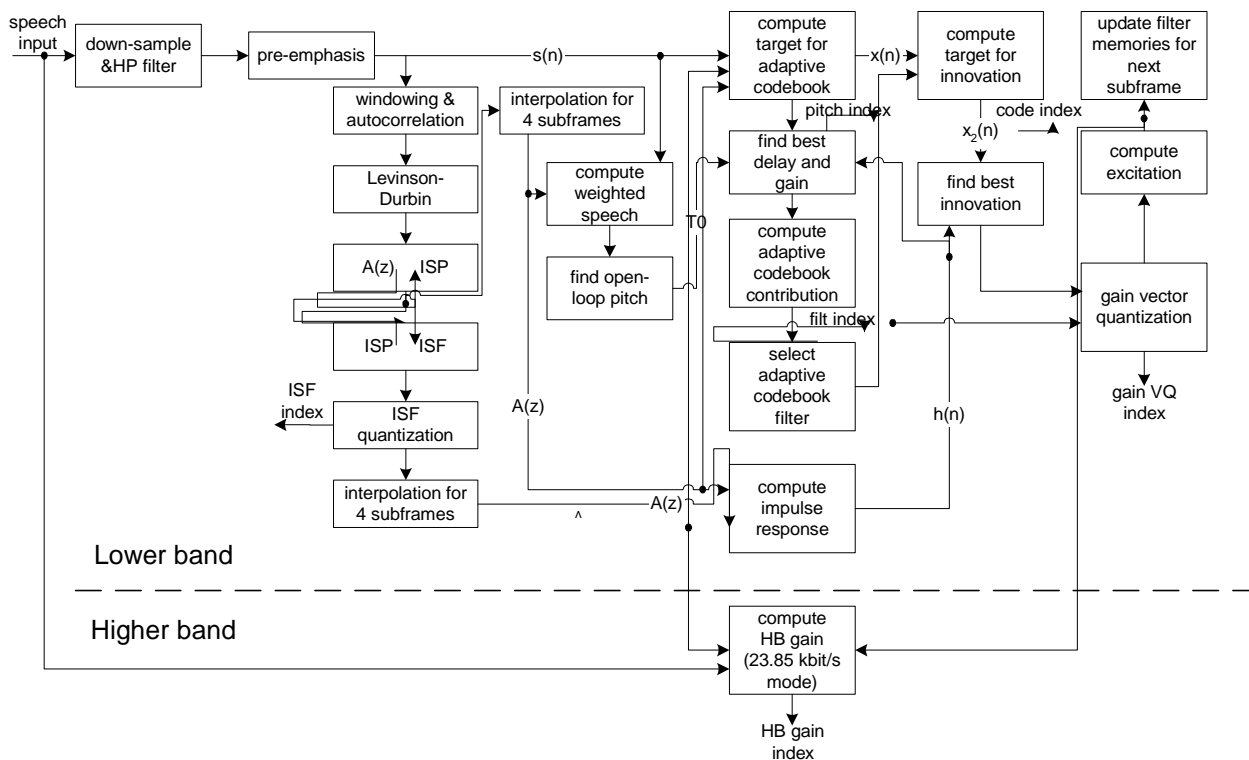 speech
input
down-sample
&HP filter
pre-emphasis
s(n)
compute
target for
adaptive
codebook
x(n)
compute
target for
innovation
update filter
memories for
next
subframe
windowing &
autocorrelation
interpolation for
4 subframes
pitch index
code index
x2(n)
find best
delay and
gain
compute
excitation
Levinson-
Durbin
compute
weighted
speech
find best
innovation
T0
compute
adaptive
codebook
contribution
A(z)
ISP
find open-
loop pitch
gain vector
quantization
filt index
ISP
ISF
select
adaptive
codebook
filter
ISF
index
ISF
quantization
A(z)
h(n)
gain VQ
index
interpolation for
4 subframes
A(z)
^
compute
impulse
response
Lower band
Higher band
compute
HB gain
(23.85 kbit/s
mode)
HB gain
index